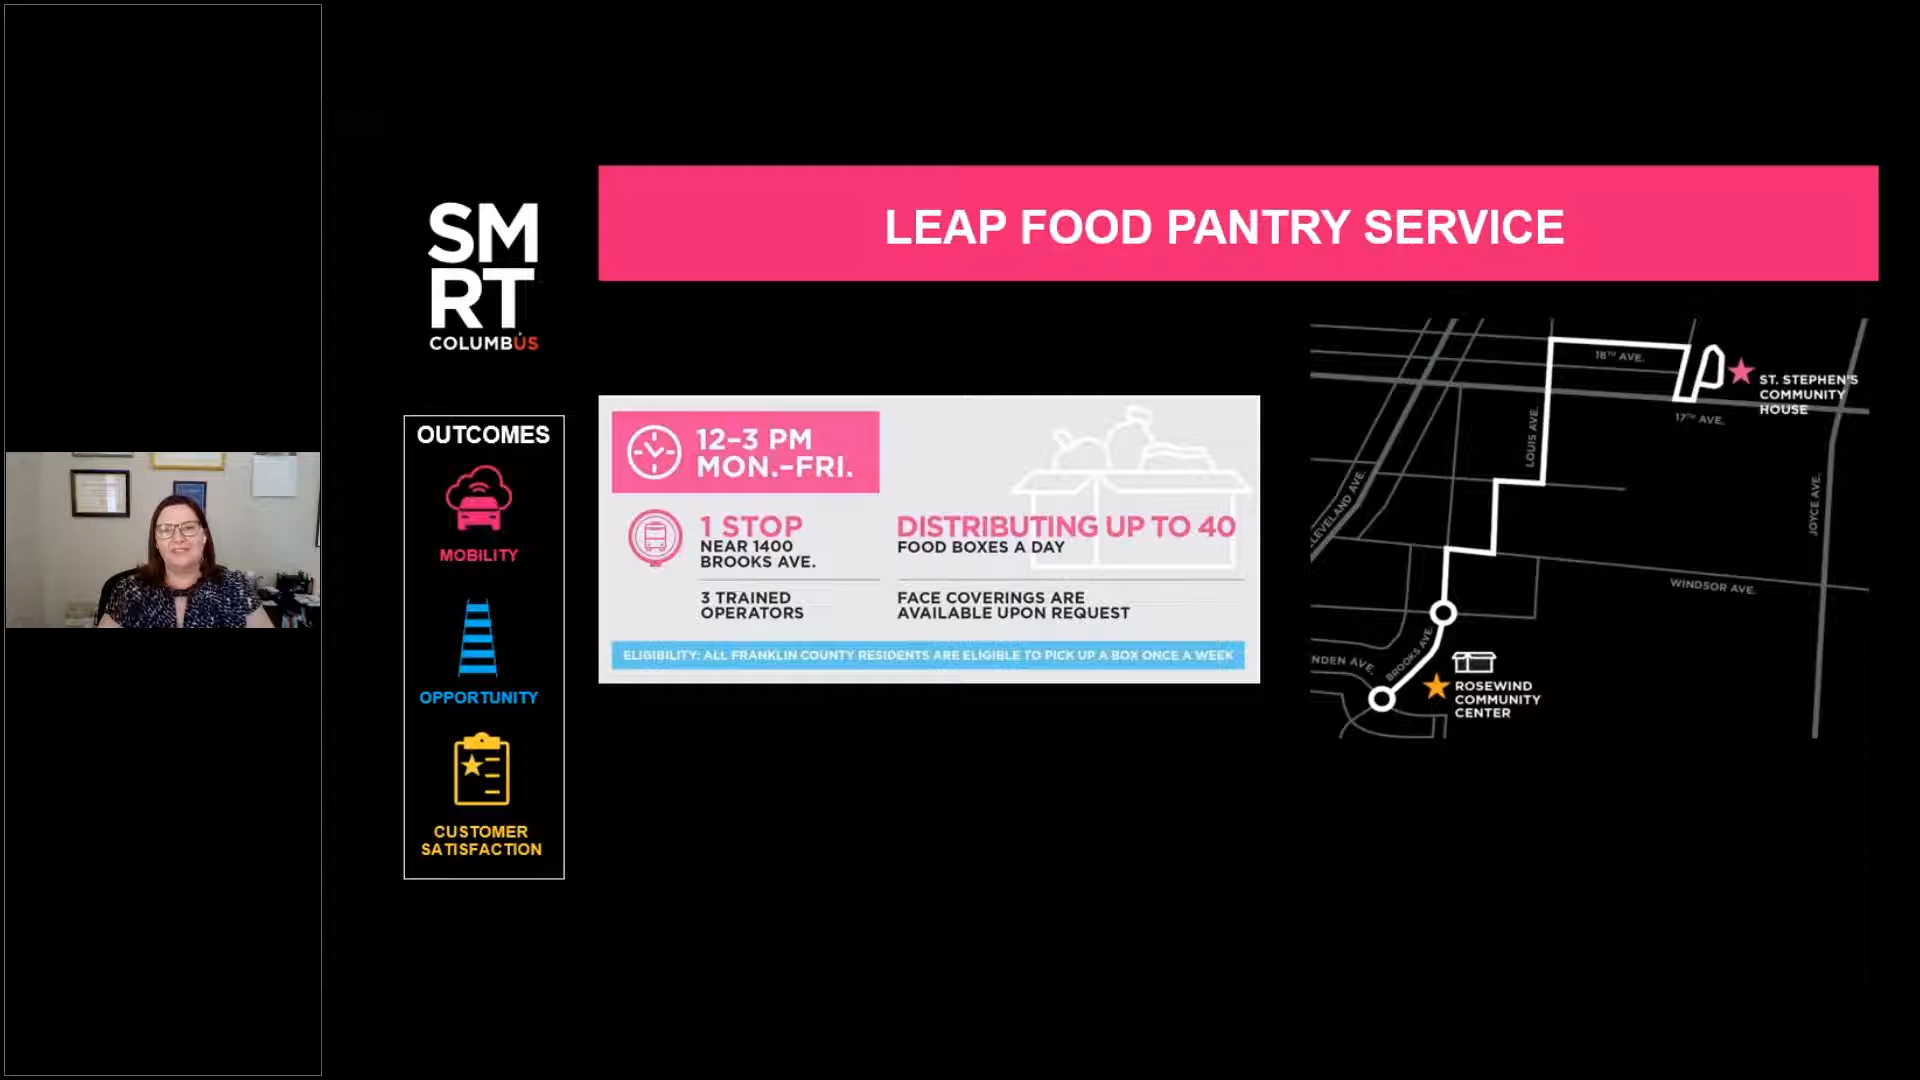 SM
RT
COLUMBUS
LEAP FOOD PANTRY SERVICE
OUTCOMES
MOBILITY
OPPORTUNITY
CUSTOMER
SATISFACTION
12–3 PM
MON.–FRI.
1 STOP
NEAR 1400
BROOKS AVE.
3 TRAINED
OPERATORS
DISTRIBUTING UP TO 40
FOOD BOXES A DAY
FACE COVERINGS ARE
AVAILABLE UPON REQUEST
ELIGIBILITY: ALL FRANKLIN COUNTY RESIDENTS ARE ELIGIBLE TO PICK UP A BOX ONCE A WEEK
18TH AVE.
ST. STEPHEN'S
COMMUNITY
HOUSE
17TH AVE.
LOUIS AVE.
CLEVELAND AVE.
JOYCE AVE.
WINDSOR AVE.
BROOKS AVE.
NDEN AVE.
ROSEWIND
COMMUNITY
CENTER